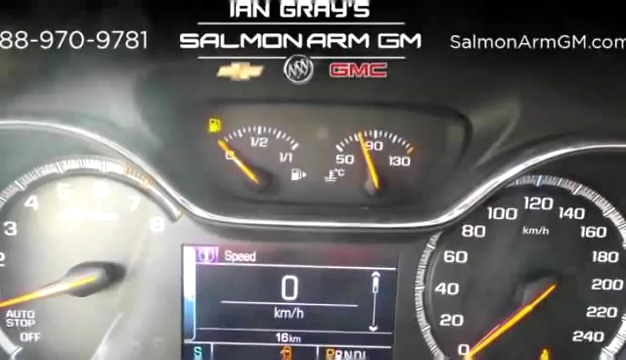 IAN GRAY'S
88-970-9781 SALMON ARM GM SalmonArmGM.com
GMC
1/2 1/1
50 90 130
°C
3 4 5 6 7 8
AUTO STOP
OFF
Speed
0
km/h
16km
0 20 40 60 80 100 120 140 160 180 200 220 240
km/h
S
PRNDL